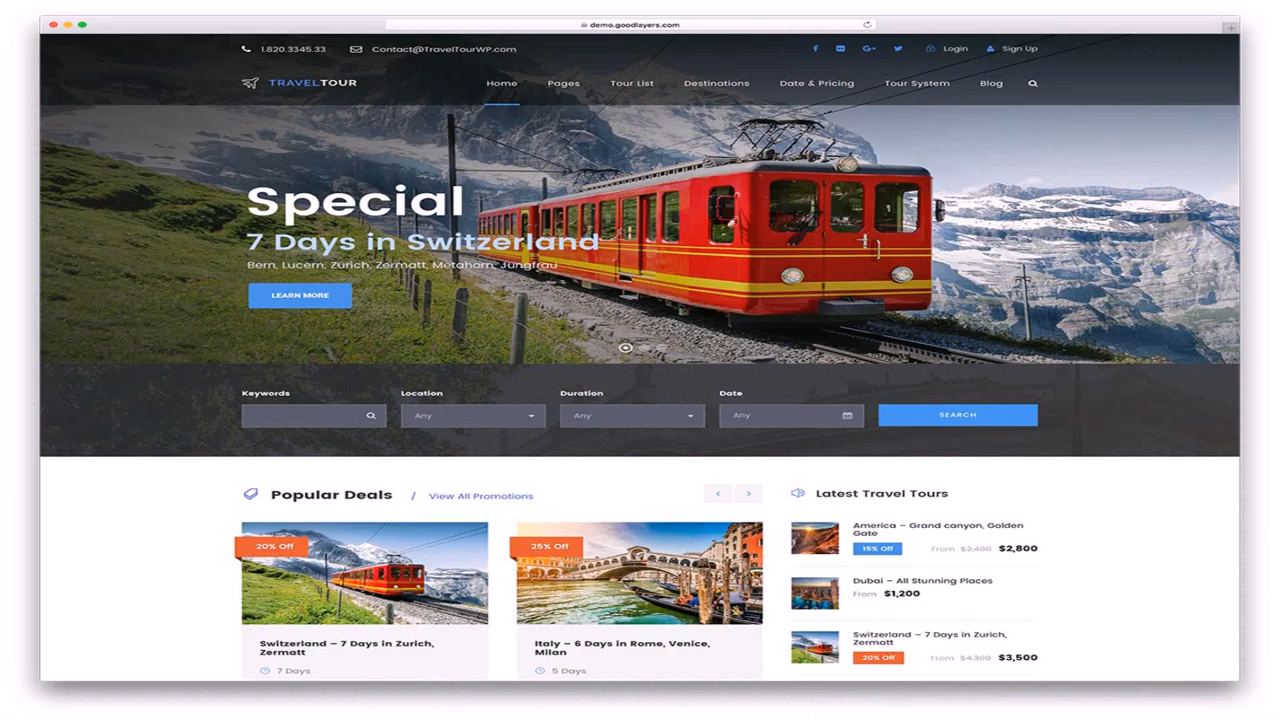 demo.goodlayers.com
1.820.3345.33
Contact@TravelTourWP.com
Login
Sign Up
TRAVELTOUR
Home
Pages
Tour List
Destinations
Date & Pricing
Tour System
Blog
Special
7 Days in Switzerland
Bern, Lucern, Zurich, Zermatt, Metahorn, Jungfrau
LEARN MORE
Keywords
Location
Duration
Date
Any
Any
Any
SEARCH
Popular Deals / View All Promotions
20% Off
Switzerland – 7 Days in Zurich,
Zermatt
7 Days
25% Off
Italy – 6 Days in Rome, Venice,
Milan
5 Days
Latest Travel Tours
America – Grand canyon, Golden
Gate
15% Off From $2,400 $2,800
Dubai – All Stunning Places
From $1,200
Switzerland – 7 Days in Zurich,
Zermatt
20% Off From $4,300 $3,500